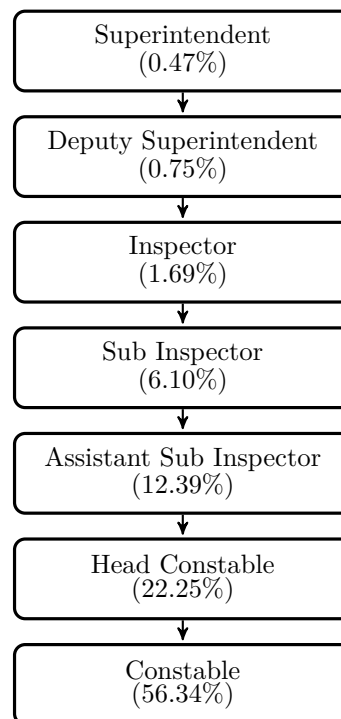 Superintendent
(0.47%)
Deputy Superintendent
(0.75%)
Inspector
(1.69%)
Sub Inspector
(6.10%)
Assistant Sub Inspector
(12.39%)
Head Constable
(22.25%)
Constable
(56.34%)